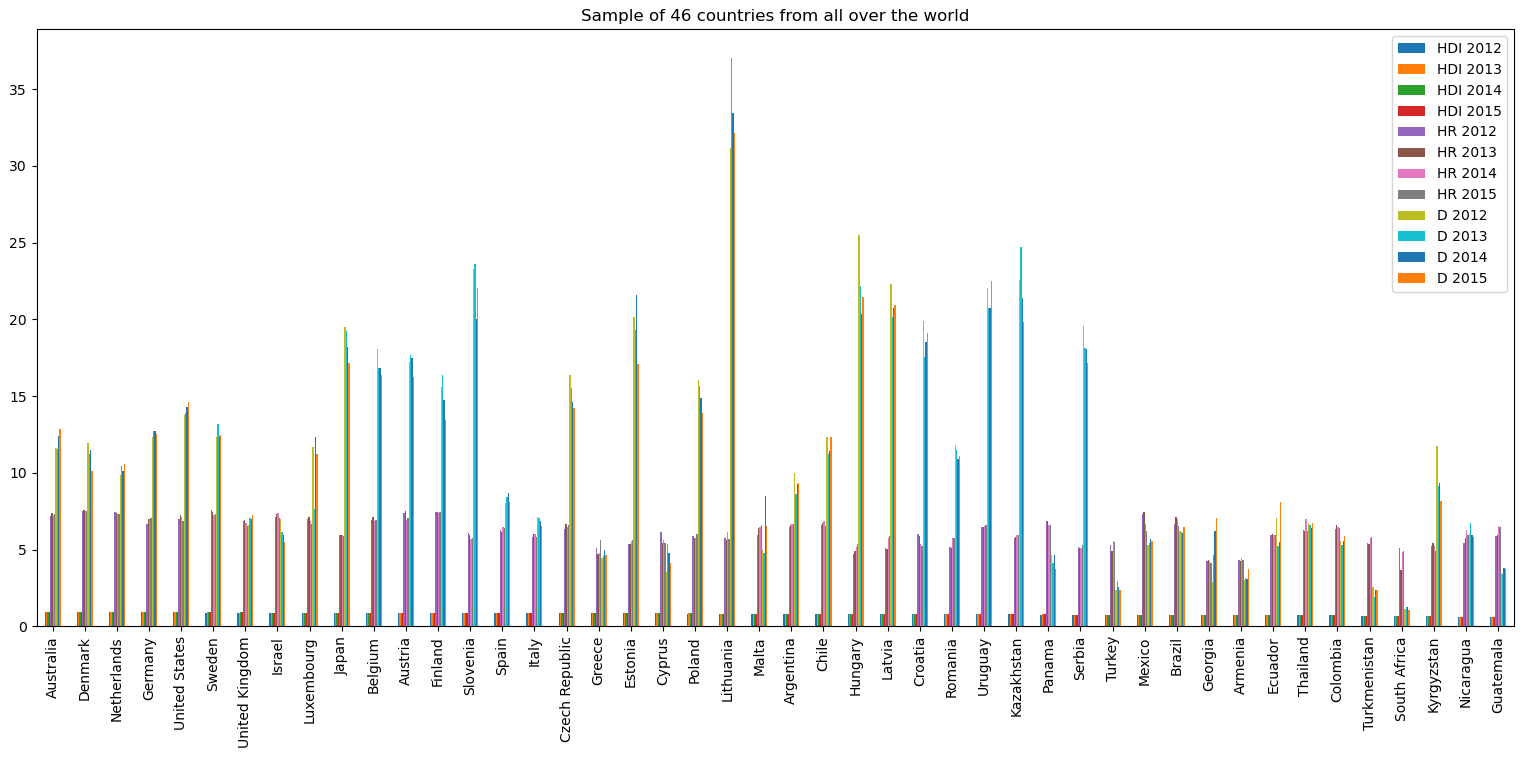 Sample of 46 countries from all over the world
HDI 2012
HDI 2013
HDI 2014
HDI 2015
HR 2012
HR 2013
HR 2014
HR 2015
D 2012
D 2013
D 2014
D 2015
35
30
25
20
15
10
5
0
Australia
Denmark
Netherlands
Germany
United States
Sweden
United Kingdom
Israel
Luxembourg
Japan
Belgium
Austria
Finland
Slovenia
Spain
Italy
Czech Republic
Greece
Estonia
Cyprus
Poland
Lithuania
Malta
Argentina
Chile
Hungary
Latvia
Croatia
Romania
Uruguay
Kazakhstan
Panama
Serbia
Turkey
Mexico
Brazil
Georgia
Armenia
Ecuador
Thailand
Colombia
Turkmenistan
South Africa
Kyrgyzstan
Nicaragua
Guatemala